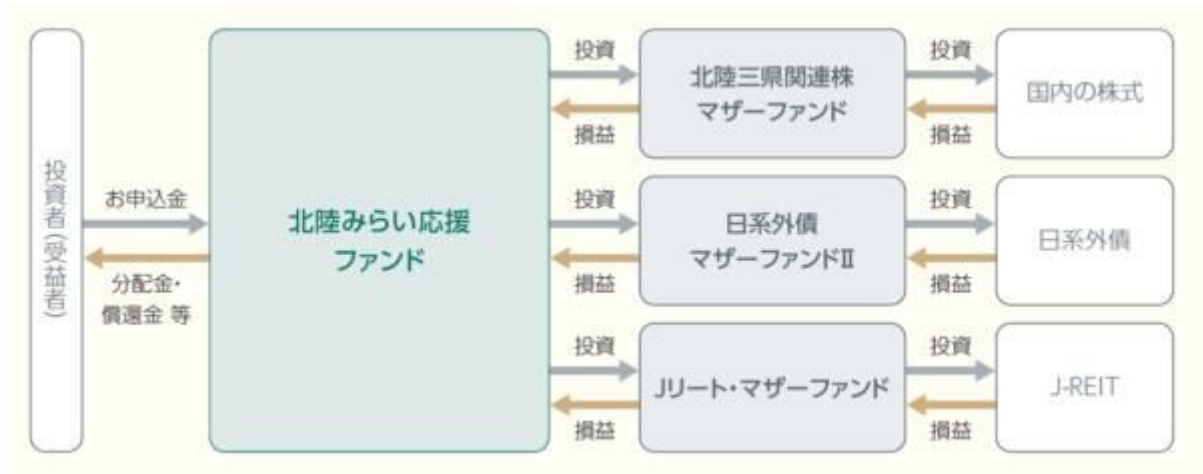 投資者(受益者)
お申込金
分配金・
償還金 等
北陸みらい応援
ファンド
投資
損益
北陸三県関連株
マザーファンド
投資
損益
国内の株式
投資
損益
日系外債
マザーファンドⅡ
投資
損益
日系外債
投資
損益
Jリート・マザーファンド
投資
損益
J-REIT